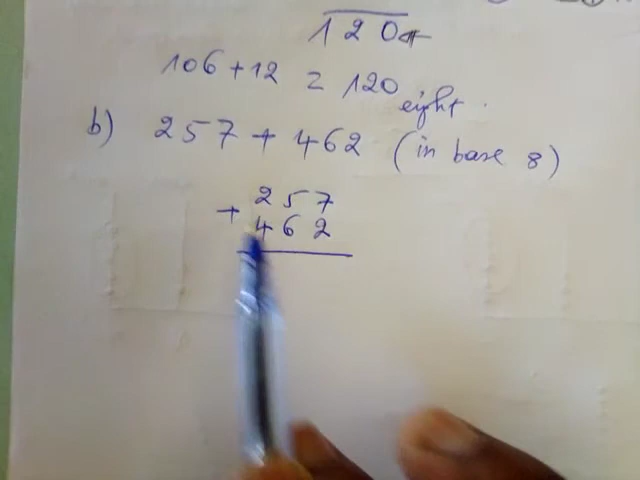 120
106 + 12 = 120 eight.
b) 257 + 462 (in base 8)
257
+ 462